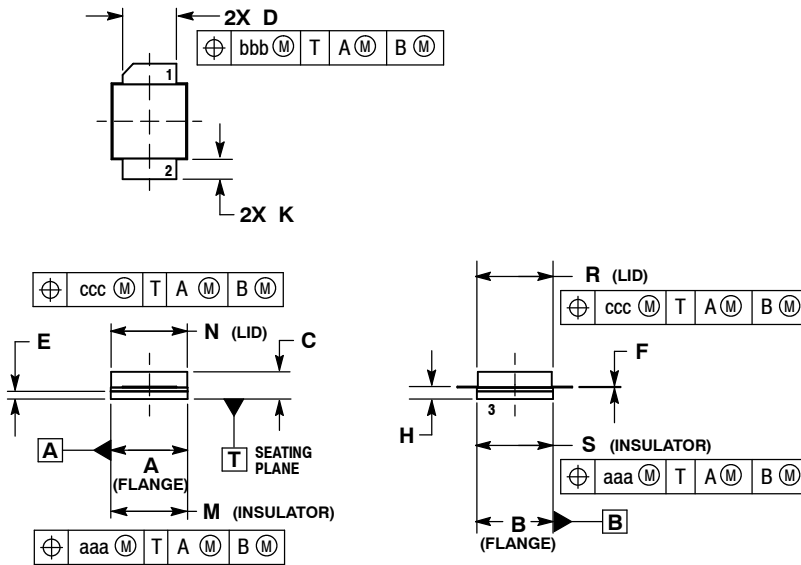 2X D
⌖ bbb Ⓜ T A Ⓜ B Ⓜ
1
2
2X K
⌖ ccc Ⓜ T A Ⓜ B Ⓜ
R (LID)
⌖ ccc Ⓜ T A Ⓜ B Ⓜ
E
N (LID)
C
F
H
3
A
A
(FLANGE)
T SEATING
PLANE
S (INSULATOR)
⌖ aaa Ⓜ T A Ⓜ B Ⓜ
M (INSULATOR)
B
(FLANGE)
B
⌖ aaa Ⓜ T A Ⓜ B Ⓜ